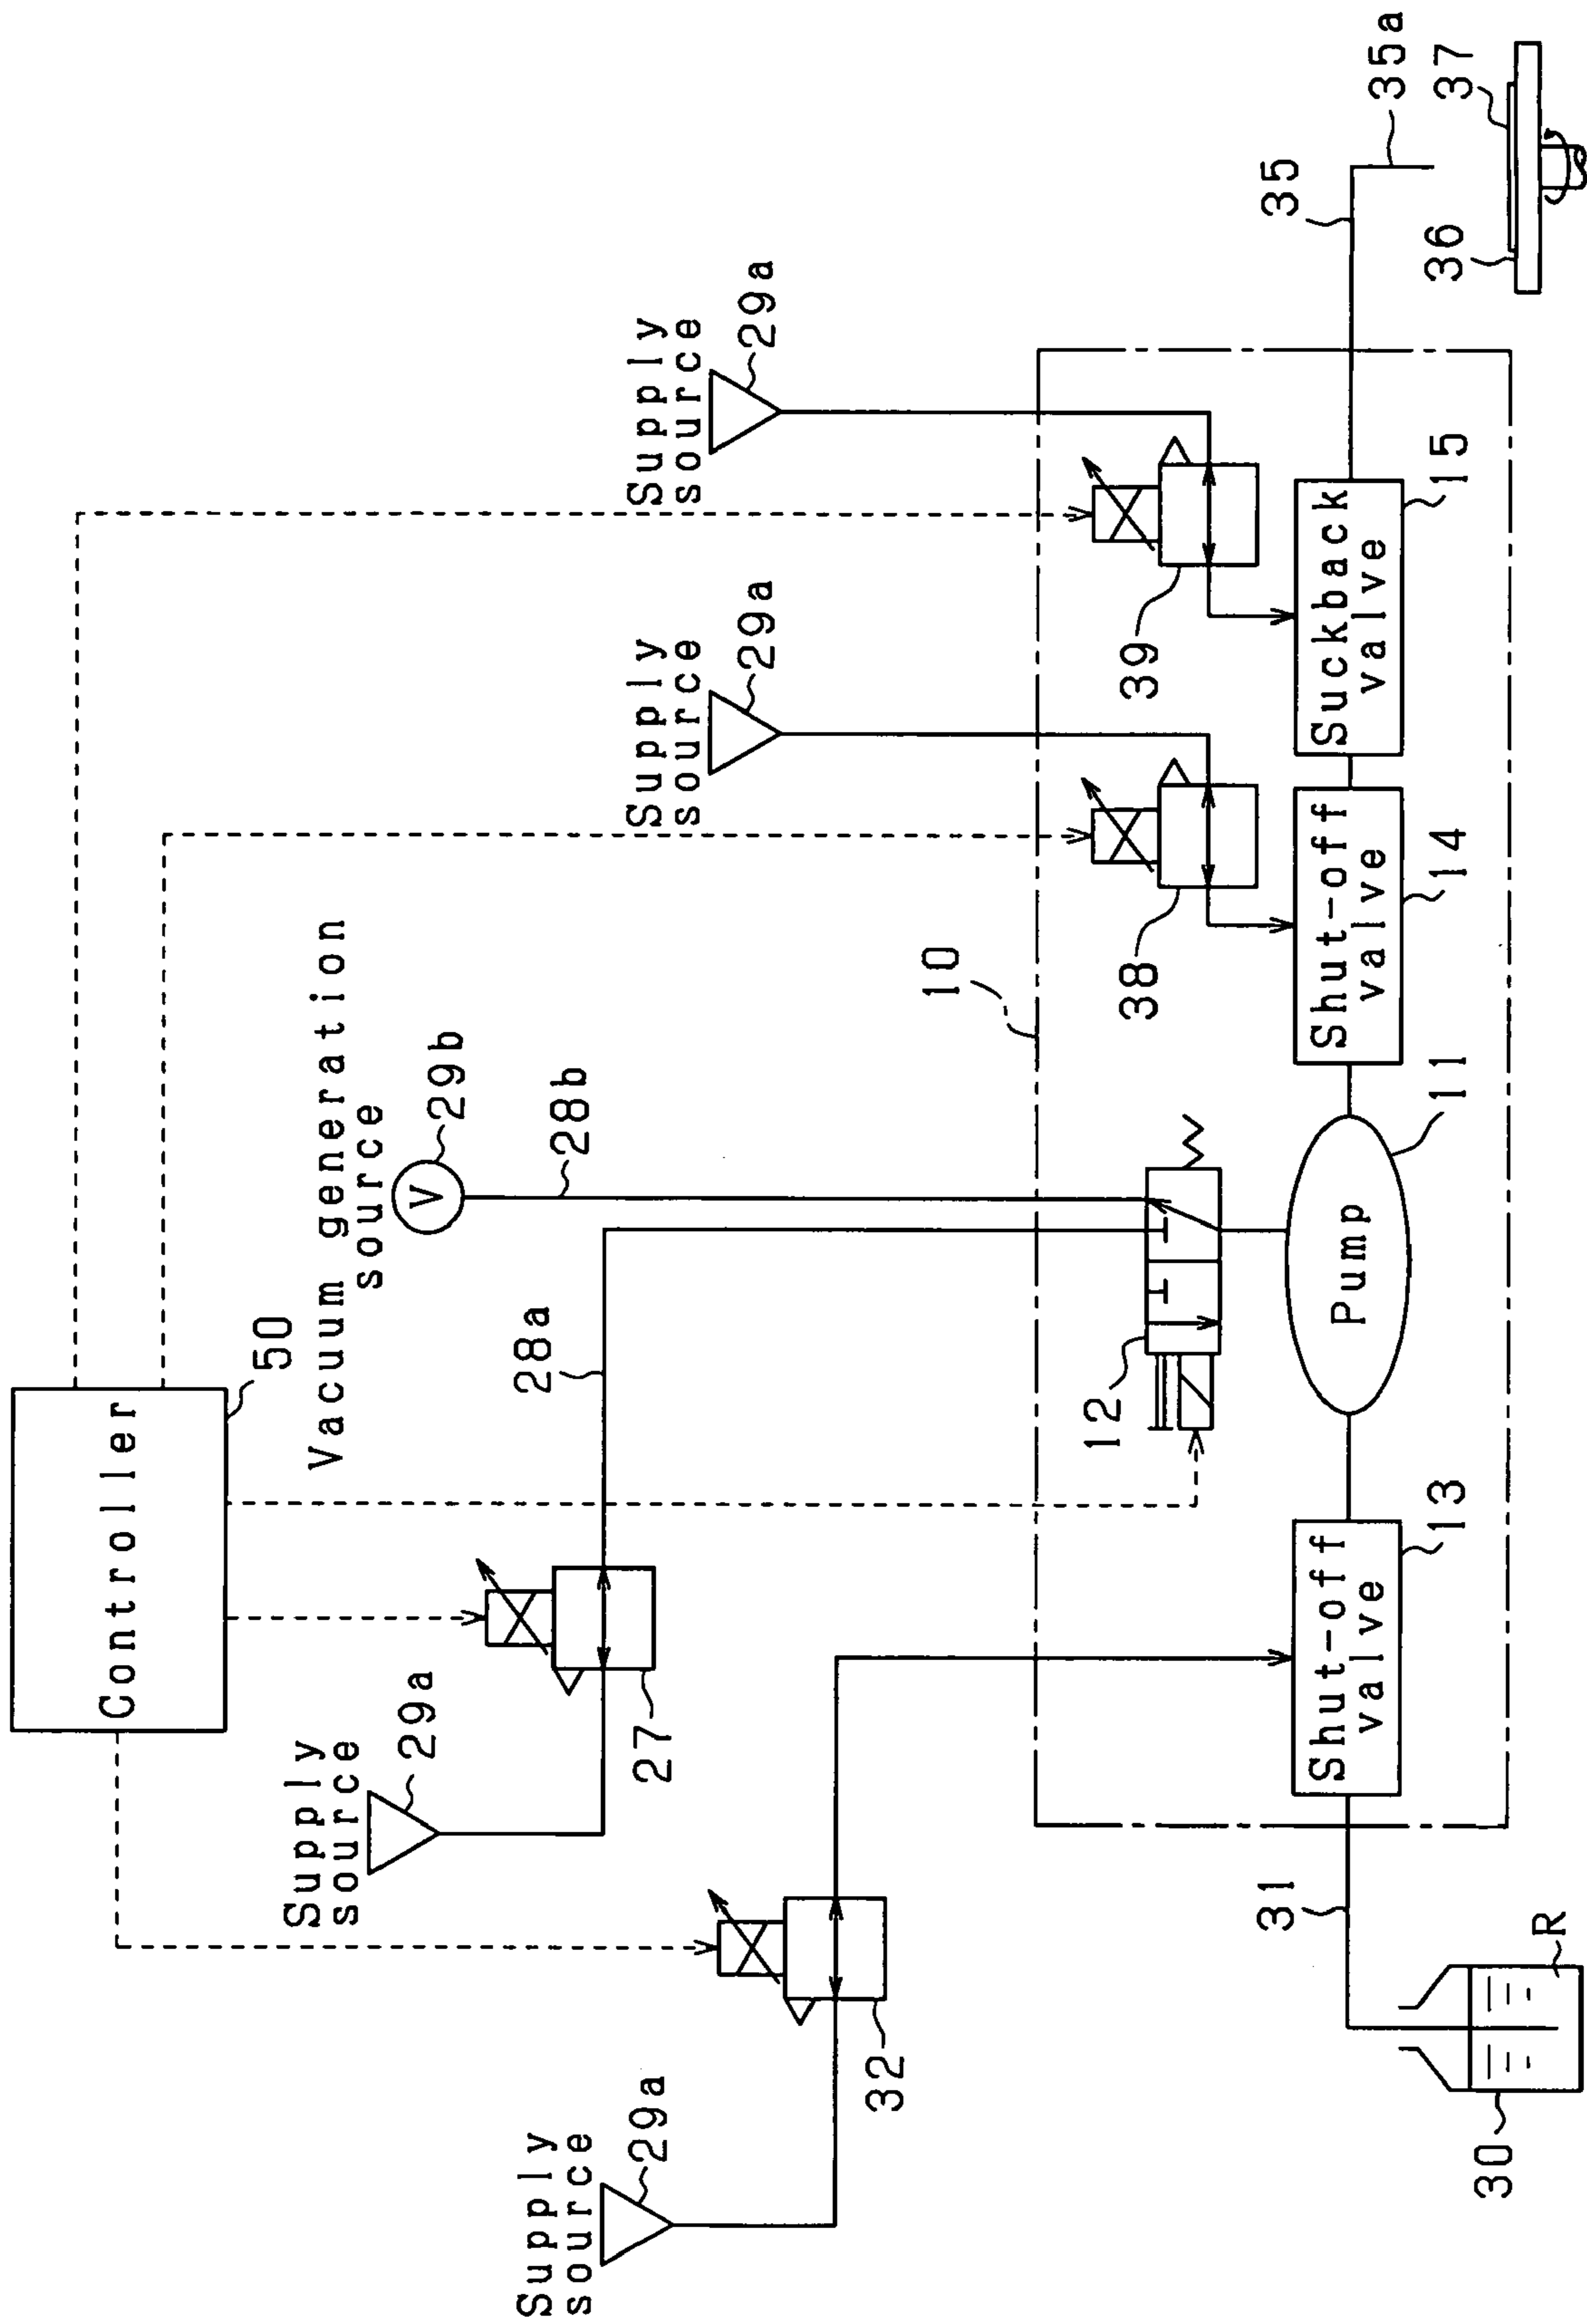 Controller
50
Vacuum generation
source
29b
V
28b
28a
Supply
source
29a
27
Supply
source
29a
32
Supply
source
29a
Supply
source
29a
10
12
38
39
Shut-off
valve
13
Pump
11
Shut-off
valve
14
Suckback
valve
15
31
30
R
35
35a
36
37